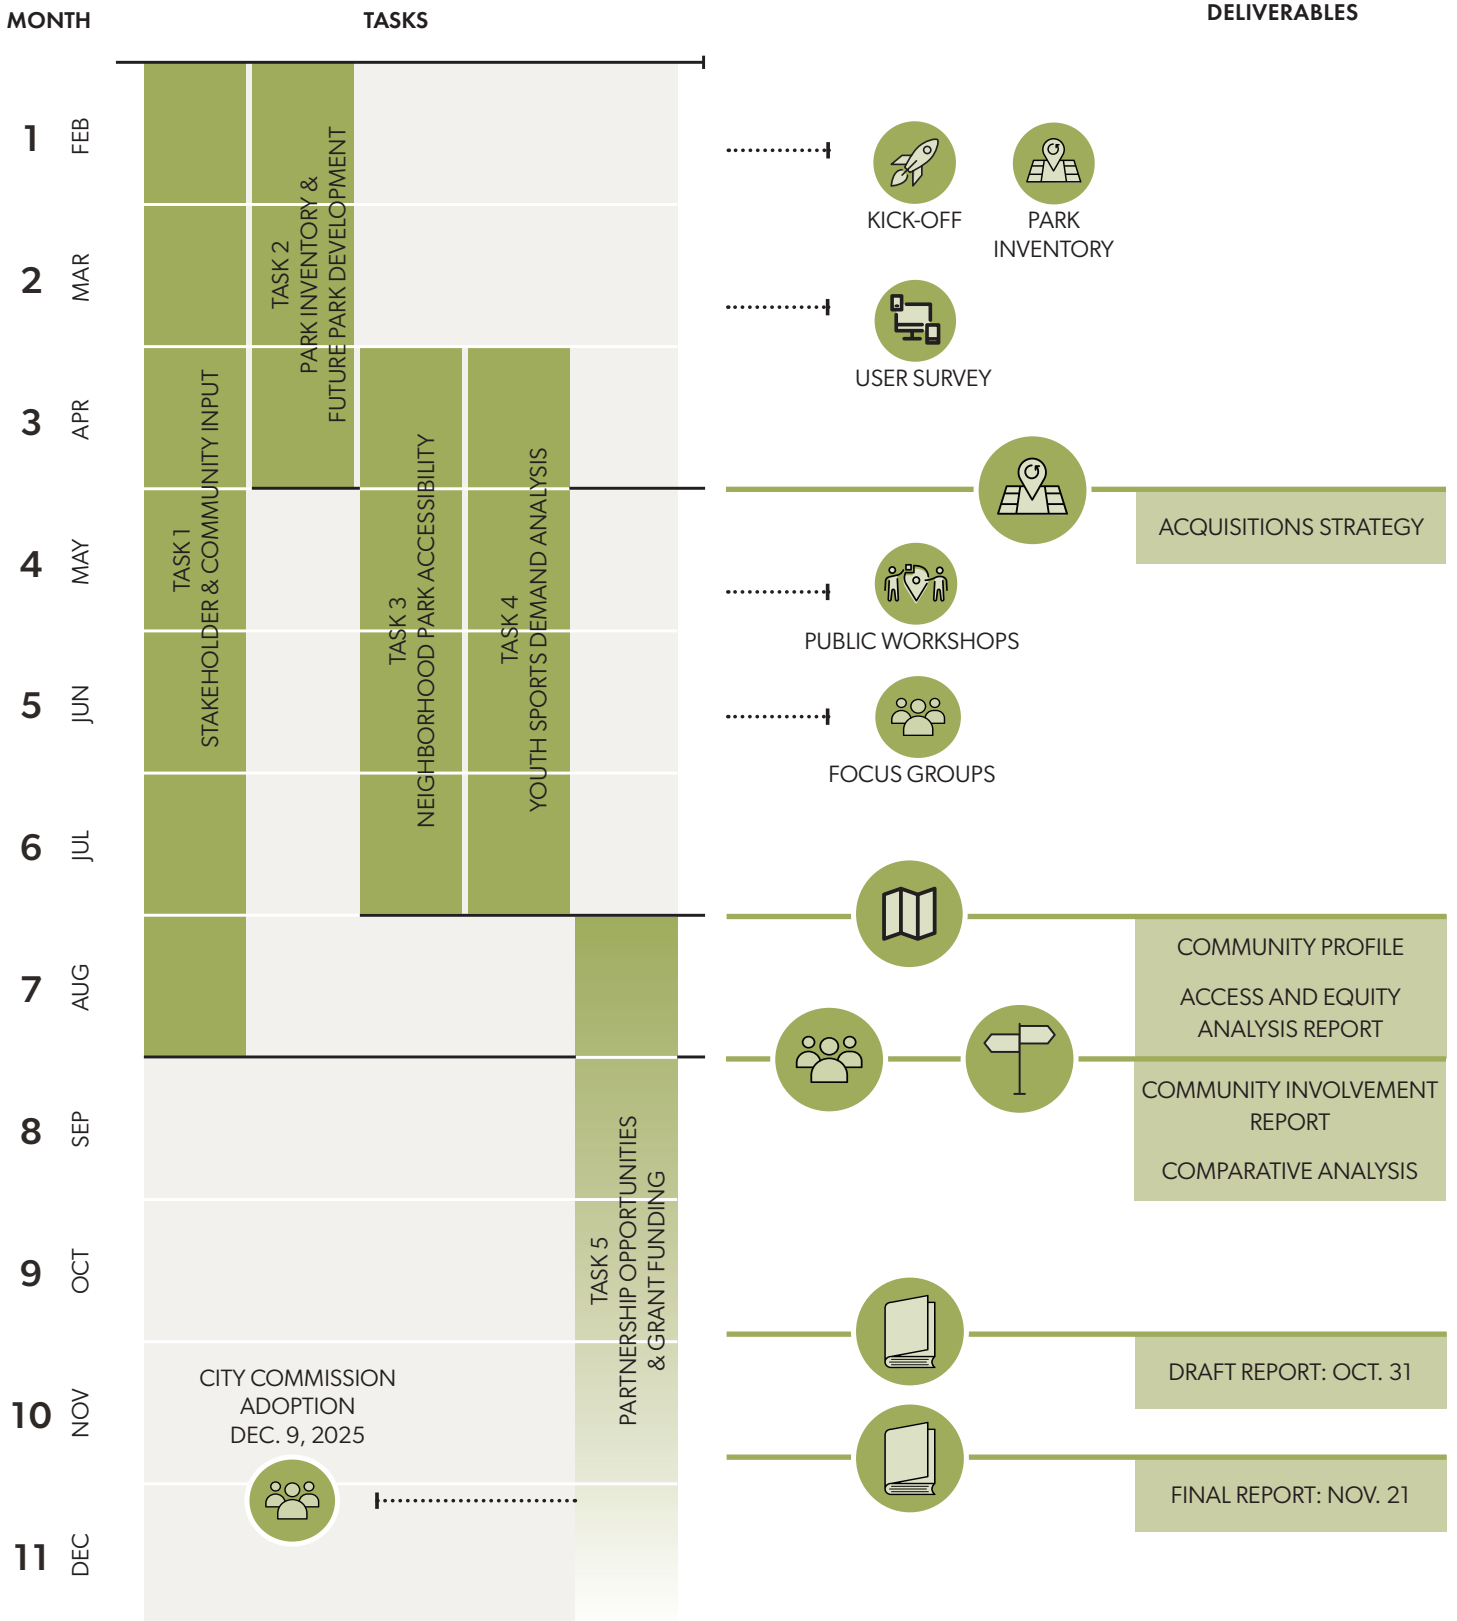 MONTH
TASKS
DELIVERABLES
1
FEB
2
MAR
3
APR
4
MAY
5
JUN
6
JUL
7
AUG
8
SEP
9
OCT
10
NOV
11
DEC
TASK 1
STAKEHOLDER & COMMUNITY INPUT
TASK 2
PARK INVENTORY &
FUTURE PARK DEVELOPMENT
TASK 3
NEIGHBORHOOD PARK ACCESSIBILITY
TASK 4
YOUTH SPORTS DEMAND ANALYSIS
TASK 5
PARTNERSHIP OPPORTUNITIES
& GRANT FUNDING
CITY COMMISSION
ADOPTION
DEC. 9, 2025
KICK-OFF
PARK
INVENTORY
USER SURVEY
ACQUISITIONS STRATEGY
PUBLIC WORKSHOPS
FOCUS GROUPS
COMMUNITY PROFILE
ACCESS AND EQUITY
ANALYSIS REPORT
COMMUNITY INVOLVEMENT
REPORT
COMPARATIVE ANALYSIS
DRAFT REPORT: OCT. 31
FINAL REPORT: NOV. 21